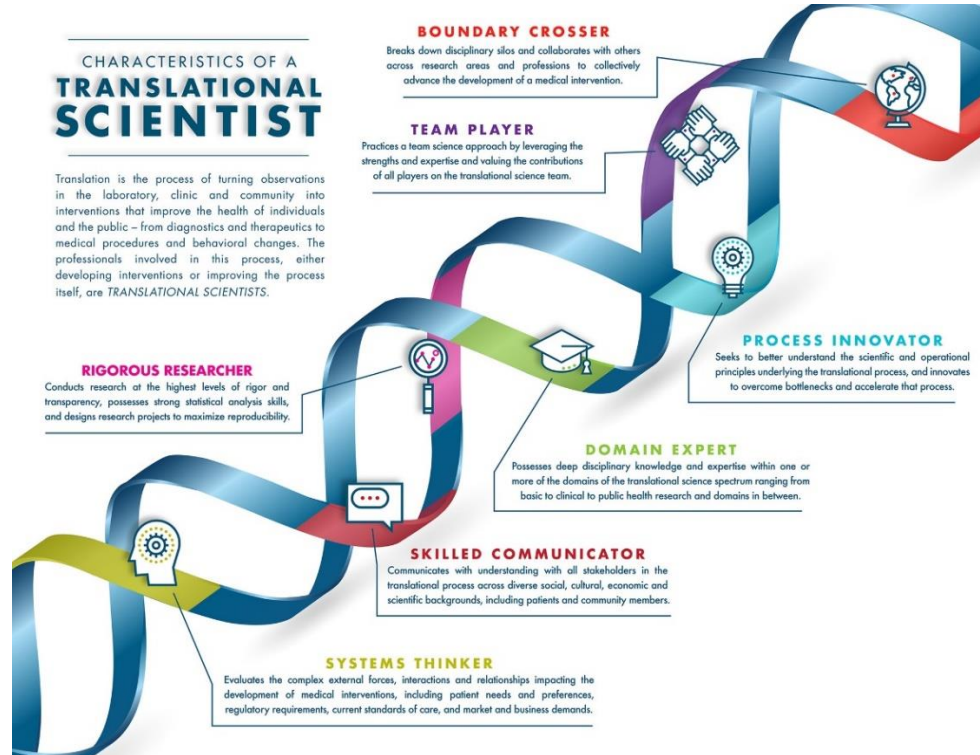 CHARACTERISTICS OF A
TRANSLATIONAL
SCIENTIST
Translation is the process of turning observations
in the laboratory, clinic and community into
interventions that improve the health of individuals
and the public – from diagnostics and therapeutics to
medical procedures and behavioral changes. The
professionals involved in this process, either
developing interventions or improving the process
itself, are TRANSLATIONAL SCIENTISTS.
BOUNDARY CROSSER
Breaks down disciplinary silos and collaborates with others
across research areas and professions to collectively
advance the development of a medical intervention.
TEAM PLAYER
Practices a team science approach by leveraging the
strengths and expertise and valuing the contributions
of all players on the translational science team.
PROCESS INNOVATOR
Seeks to better understand the scientific and operational
principles underlying the translational process, and innovates
to overcome bottlenecks and accelerate that process.
RIGOROUS RESEARCHER
Conducts research at the highest levels of rigor and
transparency, possesses strong statistical analysis skills,
and designs research projects to maximize reproducibility.
DOMAIN EXPERT
Possesses deep disciplinary knowledge and expertise within one or
more of the domains of the translational science spectrum ranging from
basic to clinical to public health research and domains in between.
SKILLED COMMUNICATOR
Communicates with understanding with all stakeholders in the
translational process across diverse social, cultural, economic and
scientific backgrounds, including patients and community members.
SYSTEMS THINKER
Evaluates the complex external forces, interactions and relationships impacting the
development of medical interventions, including patient needs and preferences,
regulatory requirements, current standards of care, and market and business demands.